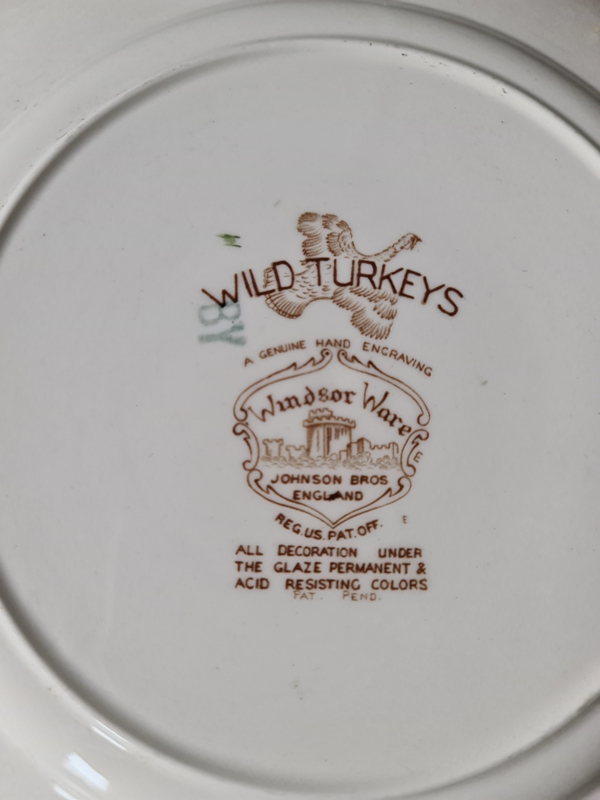 WILD TURKEYS
BY
A GENUINE HAND ENGRAVING
Windsor Ware
E
JOHNSON BROS
ENGLAND
REG. US. PAT. OFF.
E
ALL DECORATION UNDER
THE GLAZE PERMANENT &
ACID RESISTING COLORS
PAT. PEND.